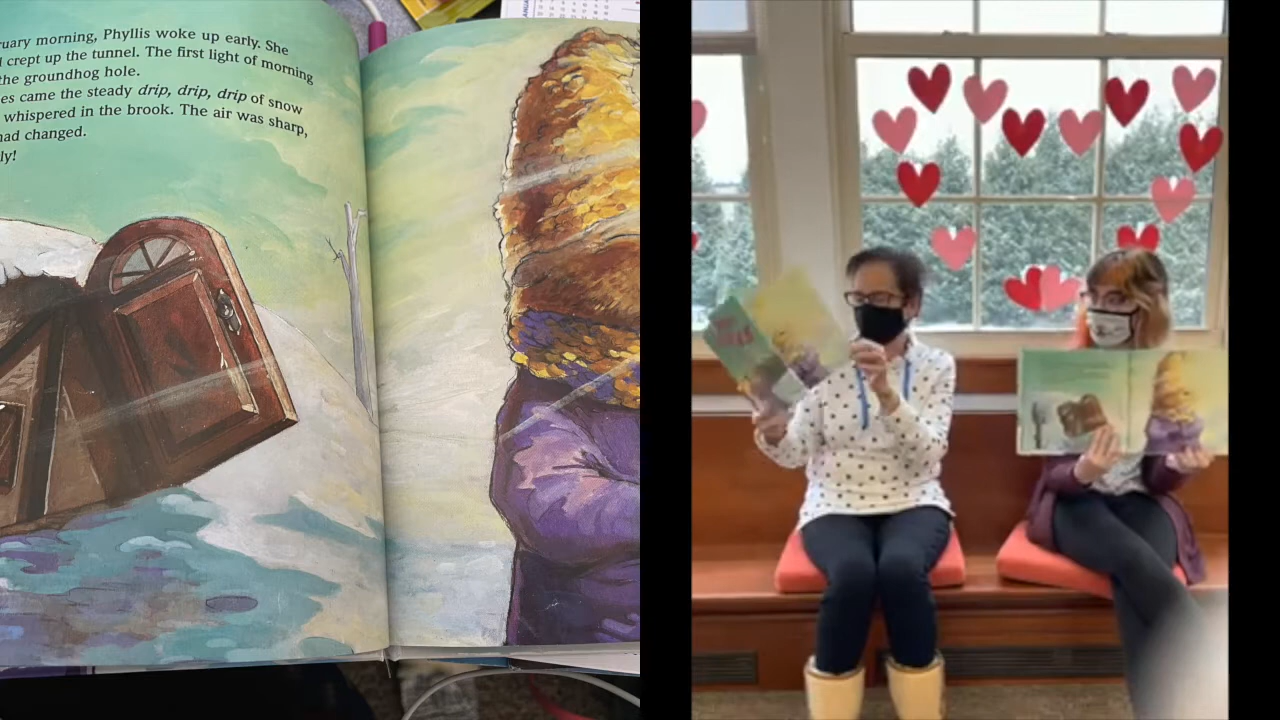 ruary morning, Phyllis woke up early. She
crept up the tunnel. The first light of morning
the groundhog hole.
es came the steady drip, drip, drip of snow
whispered in the brook. The air was sharp,
had changed.
ly!